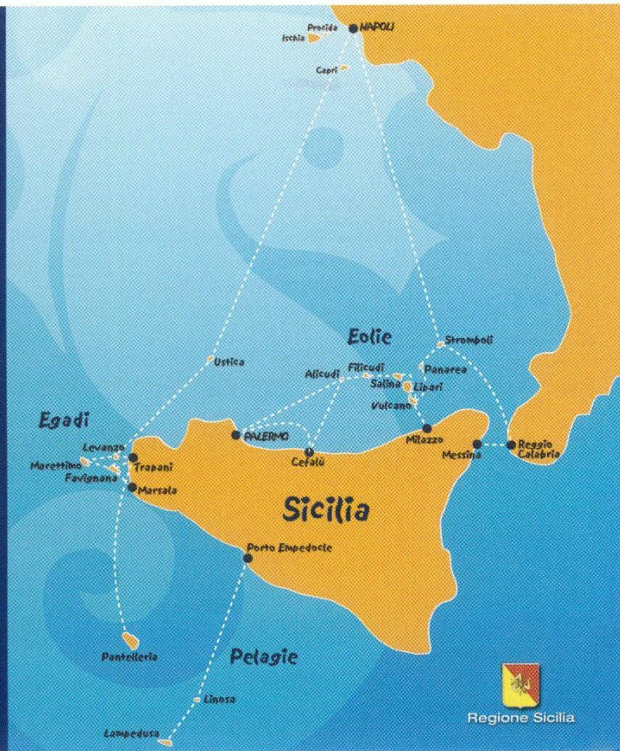 Procida
NAPOLI
Ischia
Capri
Eolie
Stromboli
Ustica
Alicudi
Filicudi
Panarea
Salina
Lipari
Vulcano
Egadi
Levanzo
PALERMO
Milazzo
Messina
Reggio
Calabria
Marettimo
Trapani
Cefalù
Favignana
Marsala
Sicilia
Porto Empedocle
Pantelleria
Pelagie
Linosa
Lampedusa
Regione Sicilia